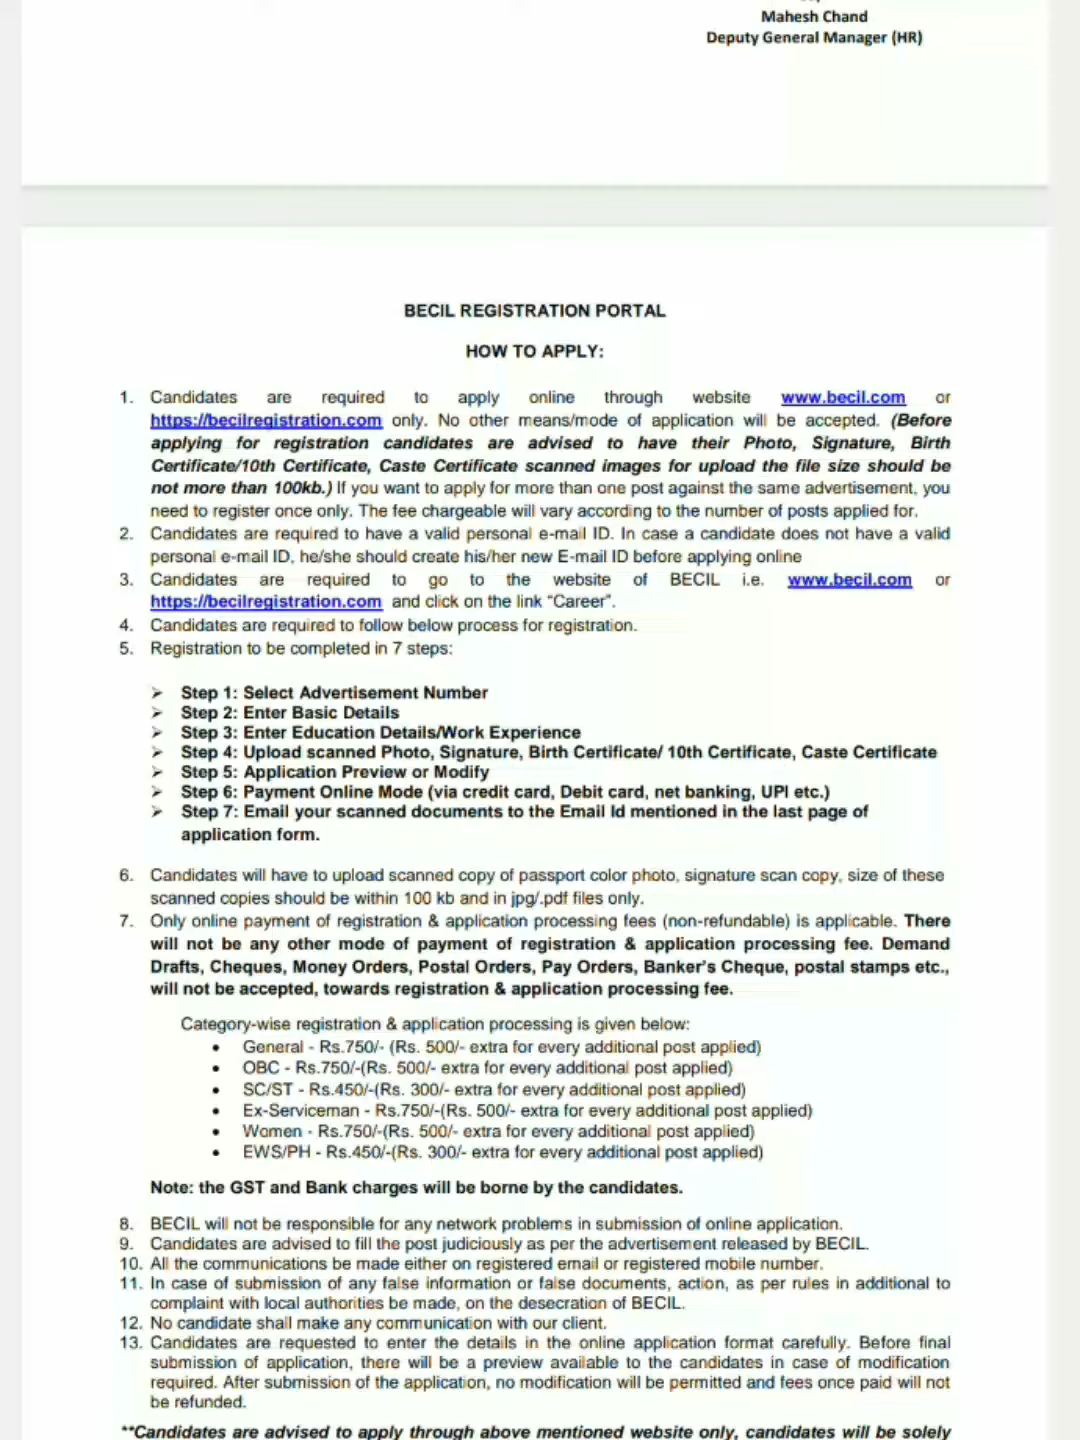 Mahesh Chand
Deputy General Manager (HR)
BECIL REGISTRATION PORTAL
HOW TO APPLY:
1. Candidates are required to apply online through website www.becil.com or
https://becilregistration.com only. No other means/mode of application will be accepted. (Before
applying for registration candidates are advised to have their Photo, Signature, Birth
Certificate/10th Certificate, Caste Certificate scanned images for upload the file size should be
not more than 100kb.) If you want to apply for more than one post against the same advertisement, you
need to register once only. The fee chargeable will vary according to the number of posts applied for.
2. Candidates are required to have a valid personal e-mail ID. In case a candidate does not have a valid
personal e-mail ID, he/she should create his/her new E-mail ID before applying online
3. Candidates are required to go to the website of BECIL i.e. www.becil.com or
https://becilregistration.com and click on the link “Career”.
4. Candidates are required to follow below process for registration.
5. Registration to be completed in 7 steps:
➢ Step 1: Select Advertisement Number
➢ Step 2: Enter Basic Details
➢ Step 3: Enter Education Details/Work Experience
➢ Step 4: Upload scanned Photo, Signature, Birth Certificate/ 10th Certificate, Caste Certificate
➢ Step 5: Application Preview or Modify
➢ Step 6: Payment Online Mode (via credit card, Debit card, net banking, UPI etc.)
➢ Step 7: Email your scanned documents to the Email Id mentioned in the last page of
application form.
6. Candidates will have to upload scanned copy of passport color photo, signature scan copy, size of these
scanned copies should be within 100 kb and in jpg/.pdf files only.
7. Only online payment of registration & application processing fees (non-refundable) is applicable. There
will not be any other mode of payment of registration & application processing fee. Demand
Drafts, Cheques, Money Orders, Postal Orders, Pay Orders, Banker's Cheque, postal stamps etc.,
will not be accepted, towards registration & application processing fee.
Category-wise registration & application processing is given below:
• General - Rs.750/- (Rs. 500/- extra for every additional post applied)
• OBC - Rs.750/-(Rs. 500/- extra for every additional post applied)
• SC/ST - Rs.450/-(Rs. 300/- extra for every additional post applied)
• Ex-Serviceman - Rs.750/-(Rs. 500/- extra for every additional post applied)
• Women - Rs.750/-(Rs. 500/- extra for every additional post applied)
• EWS/PH - Rs.450/-(Rs. 300/- extra for every additional post applied)
Note: the GST and Bank charges will be borne by the candidates.
8. BECIL will not be responsible for any network problems in submission of online application.
9. Candidates are advised to fill the post judiciously as per the advertisement released by BECIL.
10. All the communications be made either on registered email or registered mobile number.
11. In case of submission of any false information or false documents, action, as per rules in additional to
complaint with local authorities be made, on the desecration of BECIL.
12. No candidate shall make any communication with our client.
13. Candidates are requested to enter the details in the online application format carefully. Before final
submission of application, there will be a preview available to the candidates in case of modification
required. After submission of the application, no modification will be permitted and fees once paid will not
be refunded.
**Candidates are advised to apply through above mentioned website only, candidates will be solely